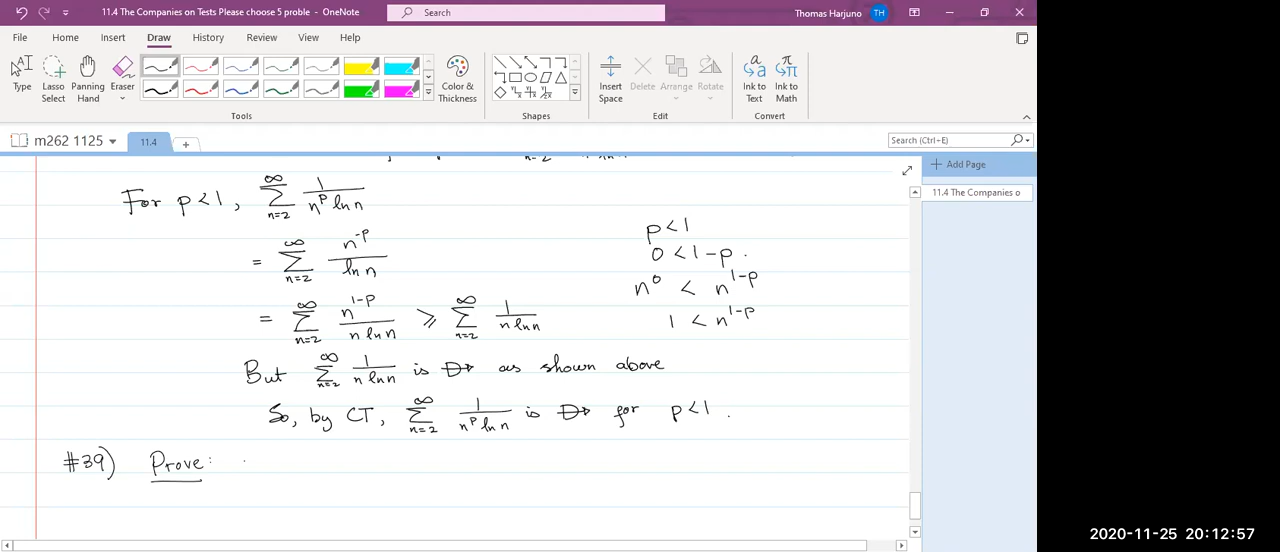 11.4 The Companies on Tests Please choose 5 proble - OneNote
Search
Thomas Harjuno TH
File Home Insert Draw History Review View Help
Type Lasso Select Panning Hand Eraser Color & Thickness Insert Space Delete Arrange Rotate Ink to Text Ink to Math
Tools Shapes Edit Convert
m262 1125 11.4 Search (Ctrl+E)
Add Page
11.4 The Companies o
n=2
For p < 1, ∞ ∑ n=2 1/(n^p ln n)
p < 1
= ∞ ∑ n=2 n^-p/(ln n)
0 < 1-p.
n^0 < n^1-p
= ∞ ∑ n=2 n^1-p/(n ln n) ⩾ ∞ ∑ n=2 1/(n ln n)
1 < n^1-p
But ∞ ∑ n=2 1/(n ln n) is D as shown above
So, by CT, ∞ ∑ n=2 1/(n^p ln n) is D for p < 1.
#39) Prove:
2020-11-25 20:12:57